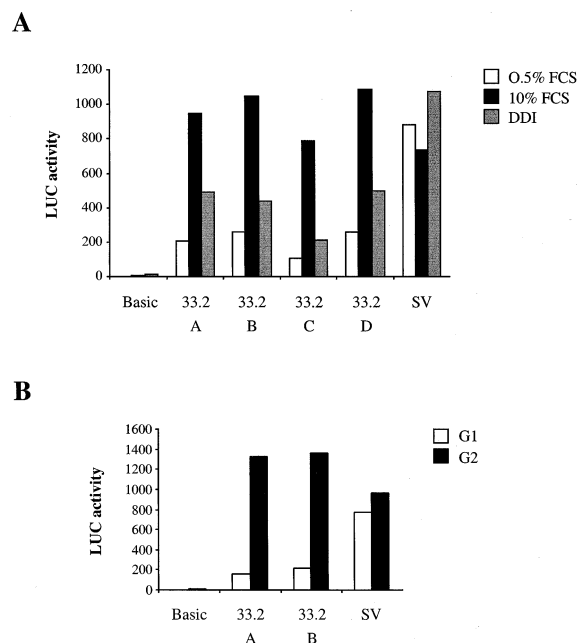 A
O.5% FCS
10% FCS
DDI
LUC activity
1200
1000
800
600
400
200
0
Basic 33.2 33.2 33.2 33.2 SV
A B C D
B
G1
G2
LUC activity
1600
1400
1200
1000
800
600
400
200
0
Basic 33.2 33.2 SV
A B